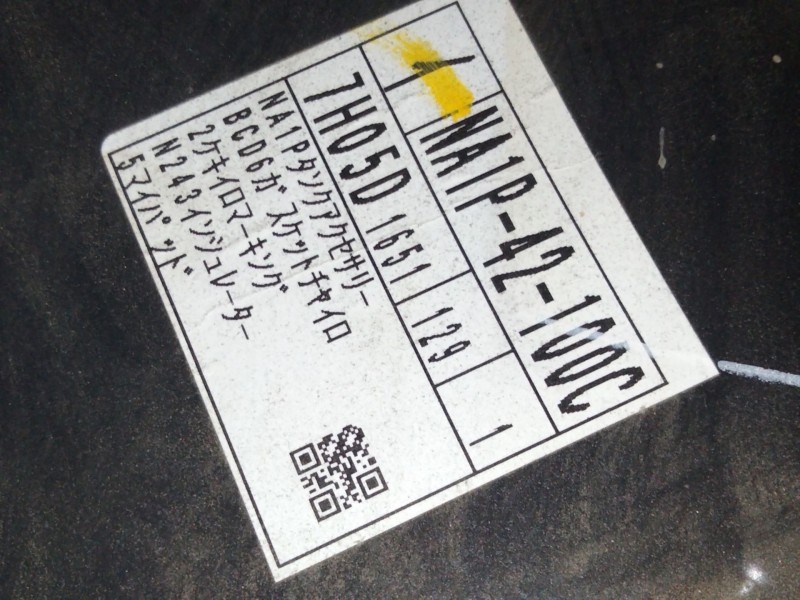 / NA1P-42-100C
7H05D 1651 129 1
NA1Pタンクアクセサリー
BCD6ガ スケットチャイロ
2ケキイロマーキング
N243インシュレーター
5マイパッド